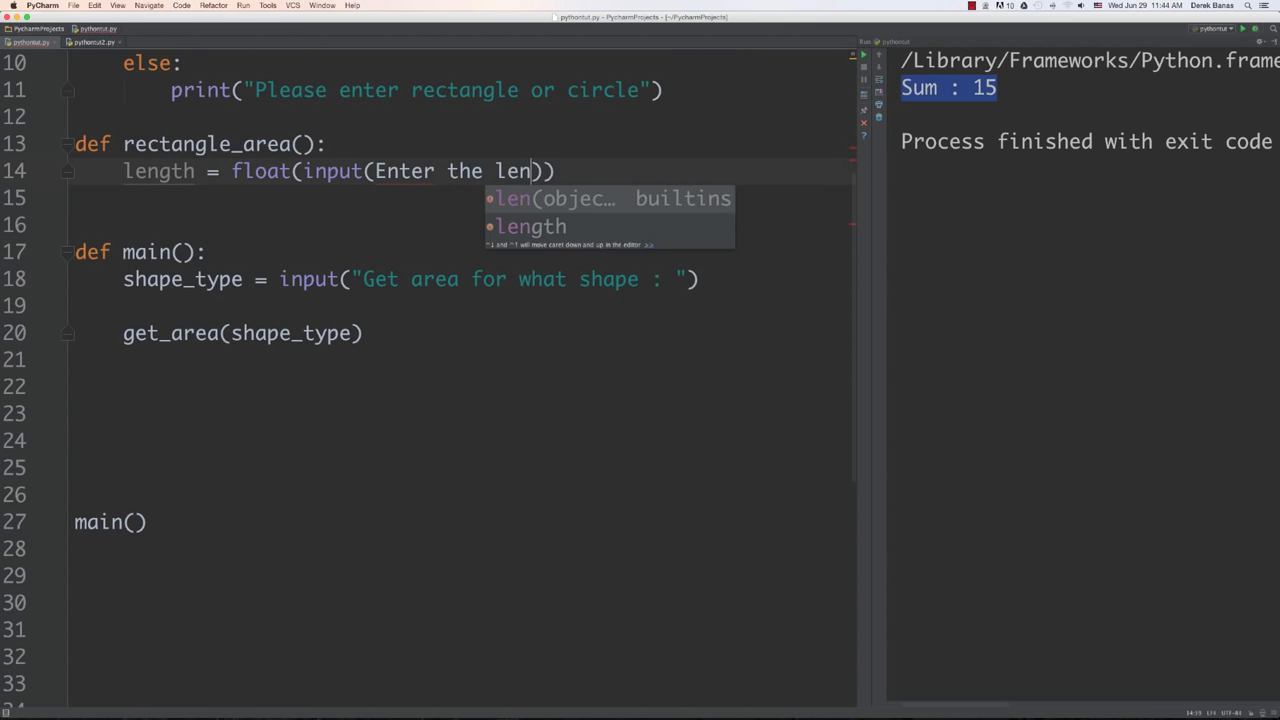 PyCharm File Edit View Navigate Code Refactor Run Tools VCS Window Help 10 Wed Jun 29 11:44 AM Derek Banas
pythontut.py - PycharmProjects - [~/PycharmProjects]
PycharmProjects pythontut.py pythontut
pythontut.py pythontut2.py Run: pythontut
10 else:
11 print("Please enter rectangle or circle")
12
13 def rectangle_area():
14 length = float(input(Enter the len))
15
len(objec… builtins
length
^↓ and ^↑ will move caret down and up in the editor >>
17 def main():
18 shape_type = input("Get area for what shape : ")
19
20 get_area(shape_type)
21
22
23
24
25
26
27 main()
28
29
30
31
32
33
/Library/Frameworks/Python.frame
Sum : 15
Process finished with exit code
14:39 LF≑ UTF-8≑